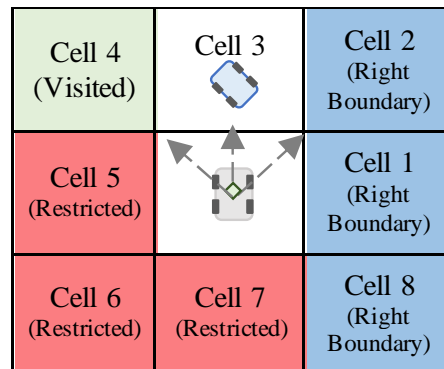 Cell 4
(Visited)
Cell 3
Cell 2
(Right
Boundary)
Cell 5
(Restricted)
Cell 1
(Right
Boundary)
Cell 6
(Restricted)
Cell 7
(Restricted)
Cell 8
(Right
Boundary)